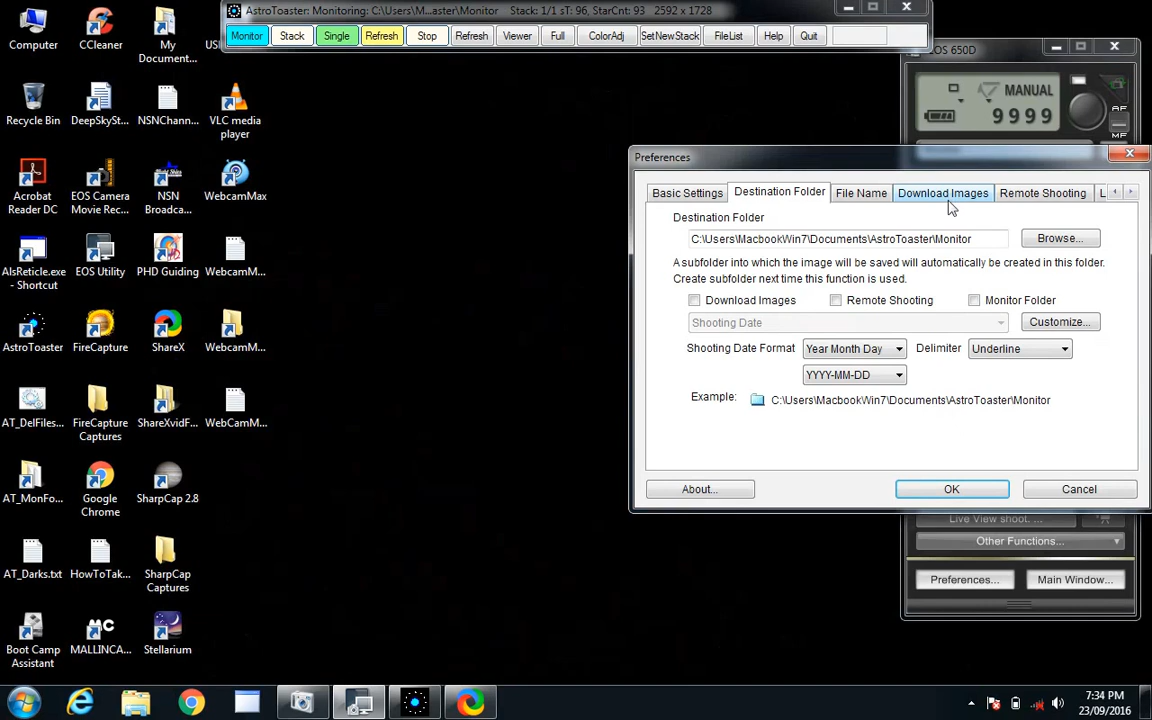 AstroToaster: Monitoring: C:\Users\M...aster\Monitor Stack: 1/1 sT: 96, StarCnt: 93 2592 x 1728
Monitor Stack Single Refresh Stop Refresh Viewer Full ColorAdj SetNewStack FileList Help Quit
Computer
CCleaner
My Document...
Recycle Bin
DeepSkySt...
NSNChann...
VLC media player
Acrobat Reader DC
EOS Camera Movie Rec...
NSN Broadca...
WebcamMax
AlsReticle.exe - Shortcut
EOS Utility
PHD Guiding
WebcamM...
AstroToaster
FireCapture
ShareX
WebcamM...
AT_DelFiles...
FireCapture Captures
ShareXvidF...
WebCamM...
AT_MonFo...
Google Chrome
SharpCap 2.8
AT_Darks.txt
HowToTak...
SharpCap Captures
Boot Camp Assistant
MALLINCA...
Stellarium
EOS 650D
MANUAL
9999
AF
MF
Preferences
Basic Settings Destination Folder File Name Download Images Remote Shooting L
Destination Folder
C:\Users\MacbookWin7\Documents\AstroToaster\Monitor Browse...
A subfolder into which the image will be saved will automatically be created in this folder.
Create subfolder next time this function is used.
Download Images Remote Shooting Monitor Folder
Shooting Date Customize...
Shooting Date Format Year Month Day Delimiter Underline
YYYY-MM-DD
Example: C:\Users\MacbookWin7\Documents\AstroToaster\Monitor
About... OK Cancel
Live View shoot. ...
Other Functions...
Preferences... Main Window...
7:34 PM
23/09/2016